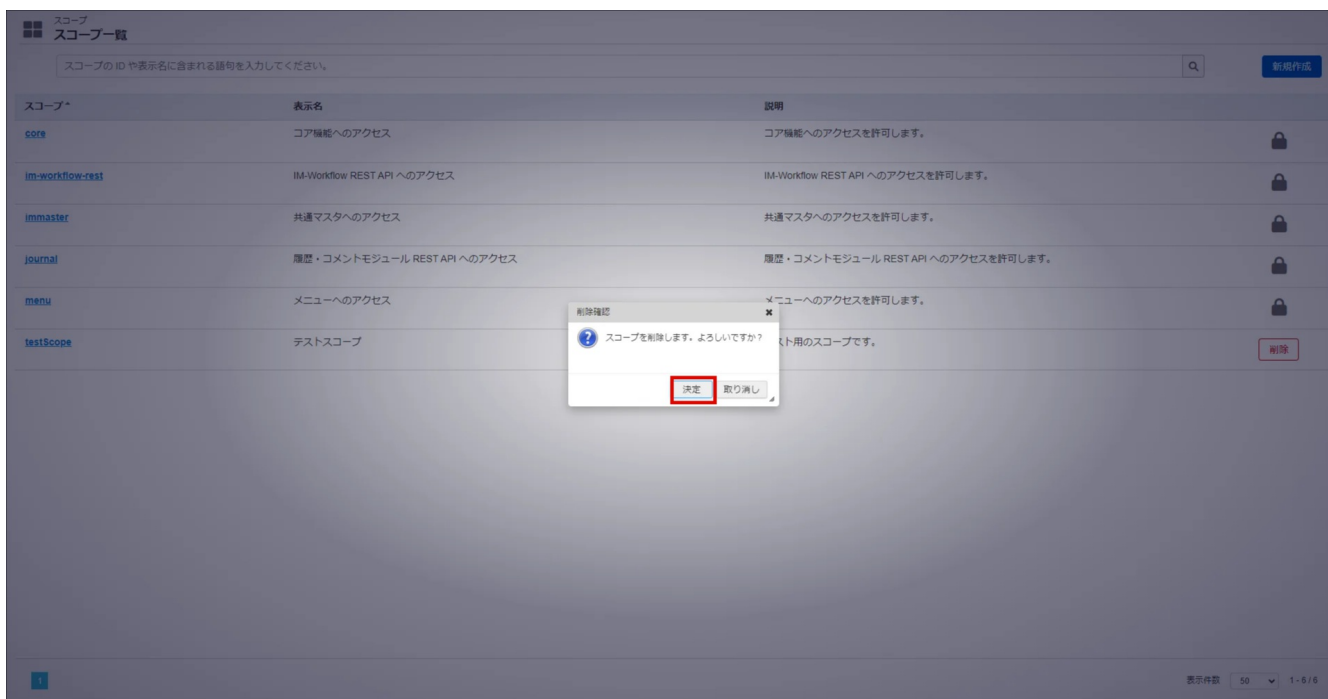 スコープ
スコープ一覧
スコープの ID や表示名に含まれる語句を入力してください。
新規作成
スコープ 表示名 説明
core コア機能へのアクセス コア機能へのアクセスを許可します。
im-workflow-rest IM-Workflow REST API へのアクセス IM-Workflow REST API へのアクセスを許可します。
immaster 共通マスタへのアクセス 共通マスタへのアクセスを許可します。
journal 履歴・コメントモジュール REST API へのアクセス 履歴・コメントモジュール REST API へのアクセスを許可します。
menu メニューへのアクセス メニューへのアクセスを許可します。
testScope テストスコープ スト用のスコープです。 削除
削除確認
スコープを削除します。よろしいですか？
決定 取り消し
1 表示件数 50 1 - 6 / 6